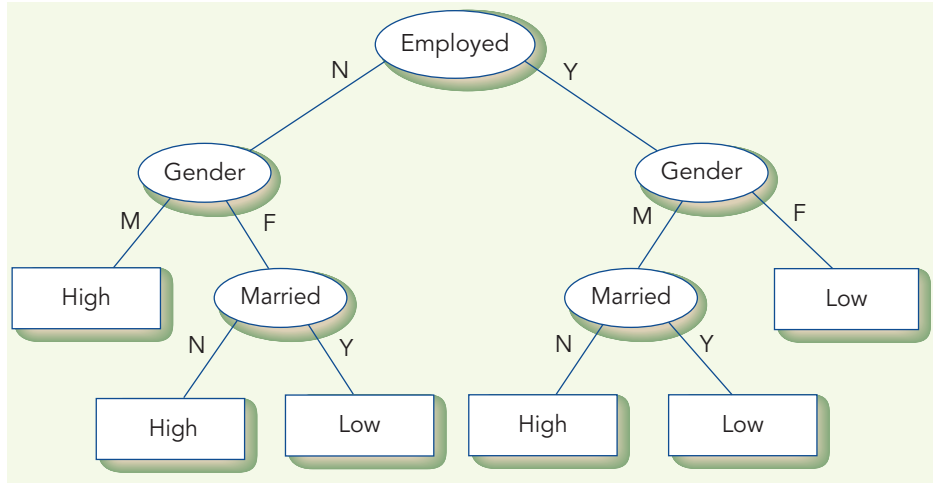 Employed
N
Y
Gender
Gender
M
F
M
F
High
Married
Married
Low
N
Y
N
Y
High
Low
High
Low